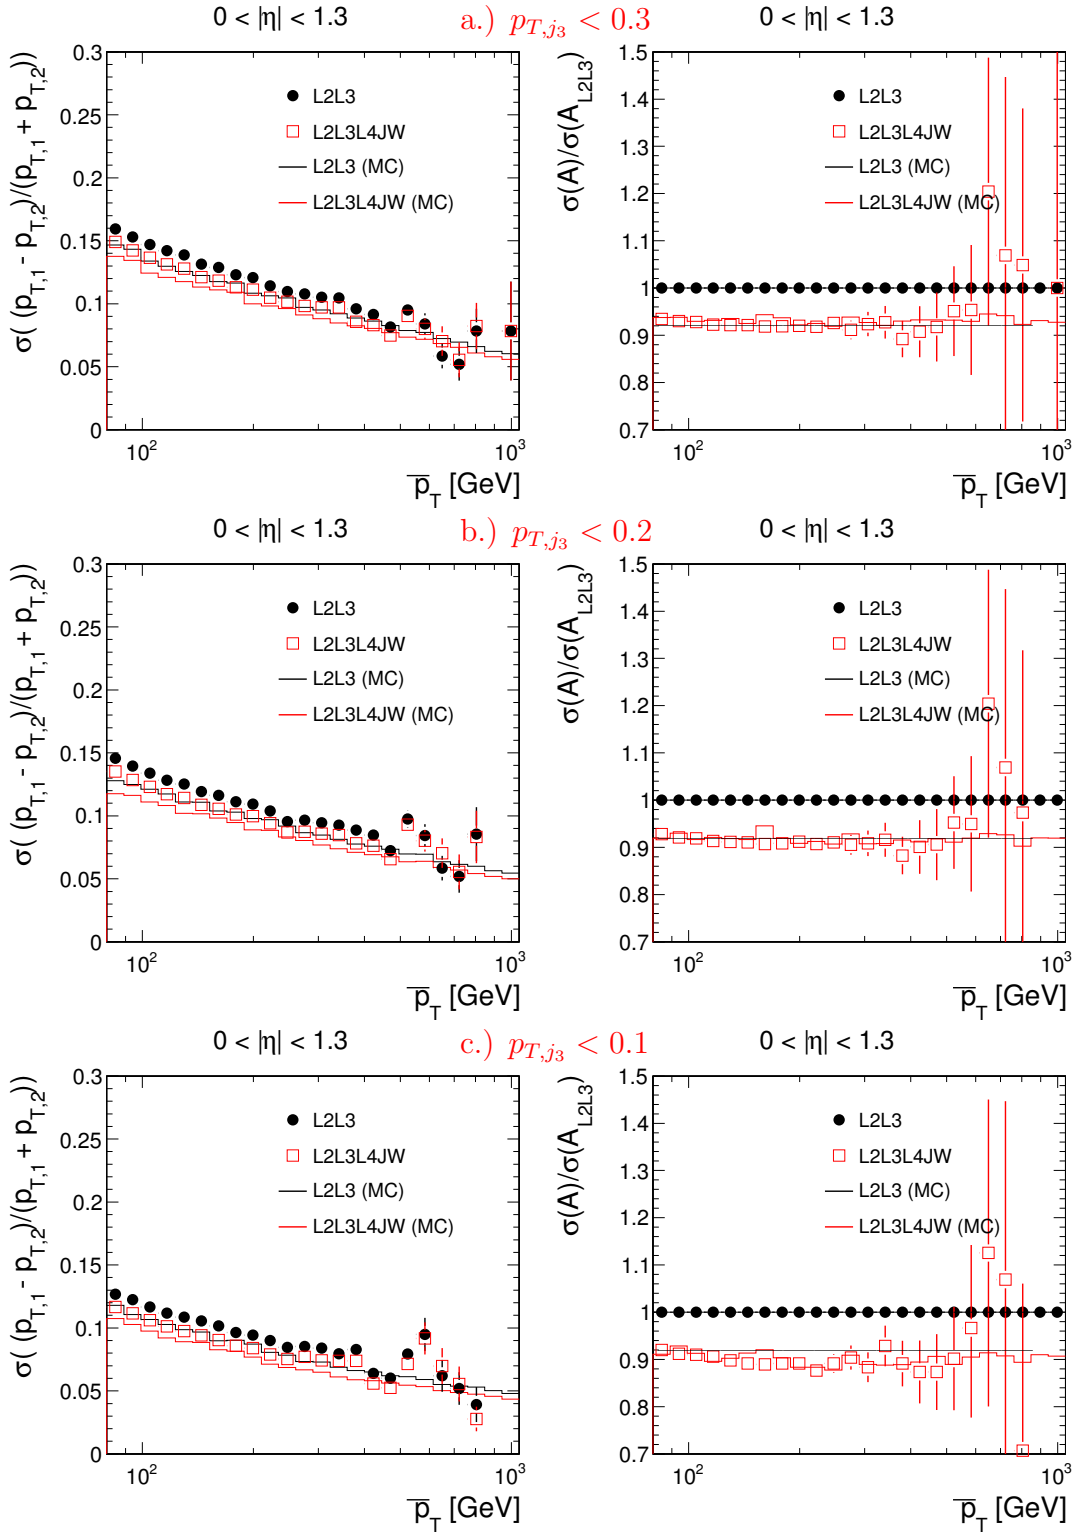 0 < |η| < 1.3 a.) p_{T,j_3} < 0.3 0 < |η| < 1.3
σ( (p_{T,1} - p_{T,2})/(p_{T,1} + p_{T,2}))
0.3
0.25
0.2
0.15
0.1
0.05
0
L2L3
L2L3L4JW
L2L3 (MC)
L2L3L4JW (MC)
10^2
10^3
p̅_T [GeV]
σ(A)/σ(A_{L2L3})
1.5
1.4
1.3
1.2
1.1
1
0.9
0.8
0.7
L2L3
L2L3L4JW
L2L3 (MC)
L2L3L4JW (MC)
10^2
10^3
p̅_T [GeV]
0 < |η| < 1.3 b.) p_{T,j_3} < 0.2 0 < |η| < 1.3
σ( (p_{T,1} - p_{T,2})/(p_{T,1} + p_{T,2}))
0.3
0.25
0.2
0.15
0.1
0.05
0
L2L3
L2L3L4JW
L2L3 (MC)
L2L3L4JW (MC)
10^2
10^3
p̅_T [GeV]
σ(A)/σ(A_{L2L3})
1.5
1.4
1.3
1.2
1.1
1
0.9
0.8
0.7
L2L3
L2L3L4JW
L2L3 (MC)
L2L3L4JW (MC)
10^2
10^3
p̅_T [GeV]
0 < |η| < 1.3 c.) p_{T,j_3} < 0.1 0 < |η| < 1.3
σ( (p_{T,1} - p_{T,2})/(p_{T,1} + p_{T,2}))
0.3
0.25
0.2
0.15
0.1
0.05
0
L2L3
L2L3L4JW
L2L3 (MC)
L2L3L4JW (MC)
10^2
10^3
p̅_T [GeV]
σ(A)/σ(A_{L2L3})
1.5
1.4
1.3
1.2
1.1
1
0.9
0.8
0.7
L2L3
L2L3L4JW
L2L3 (MC)
L2L3L4JW (MC)
10^2
10^3
p̅_T [GeV]